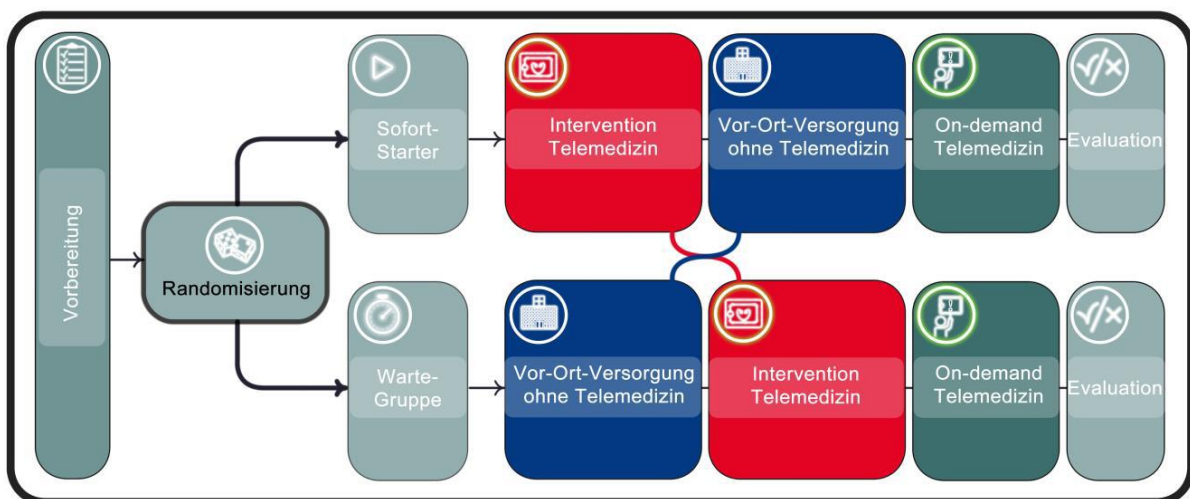 Vorbereitung
Randomisierung
Sofort-
Starter
Intervention
Telemedizin
Vor-Ort-Versorgung
ohne Telemedizin
On-demand
Telemedizin
Evaluation
Warte-
Gruppe
Vor-Ort-Versorgung
ohne Telemedizin
Intervention
Telemedizin
On-demand
Telemedizin
Evaluation